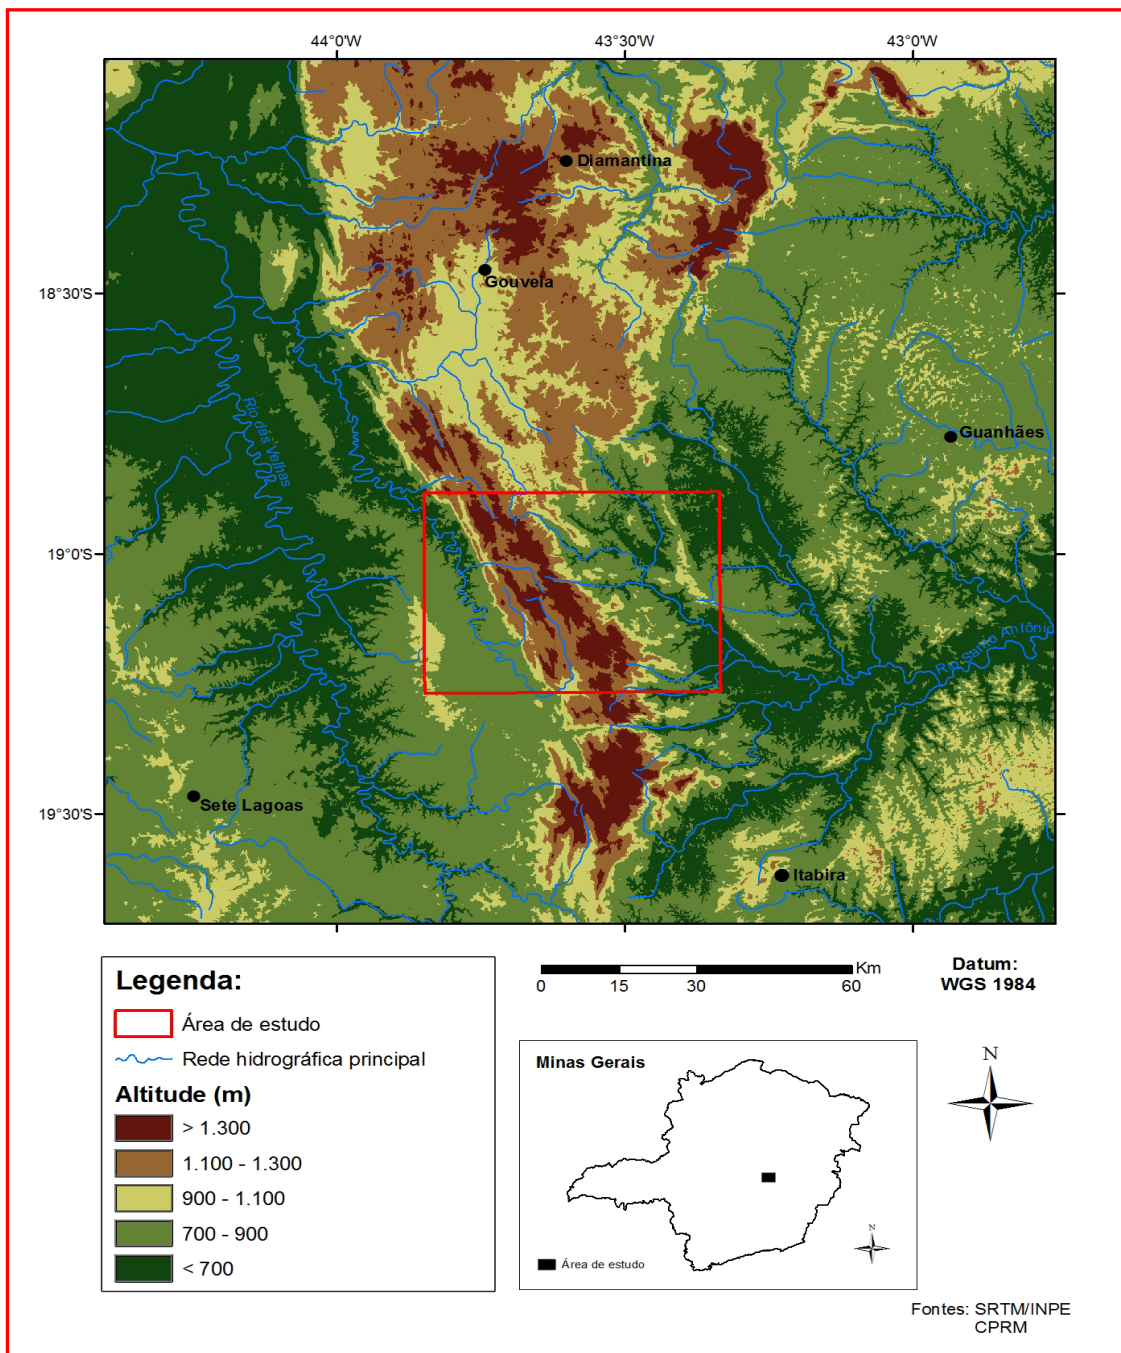 44°0'W 43°30'W 43°0'W
Diamantina
Gouveia
18°30'S
Rio das Velhas
Guanhães
19°0'S
Rio Santo Antônio
Sete Lagoas
19°30'S
Itabira
Legenda:
Área de estudo
Rede hidrográfica principal
Altitude (m)
> 1.300
1.100 - 1.300
900 - 1.100
700 - 900
< 700
Km
0 15 30 60
Datum:
WGS 1984
Minas Gerais
N
Área de estudo
N
Fontes: SRTM/INPE
CPRM